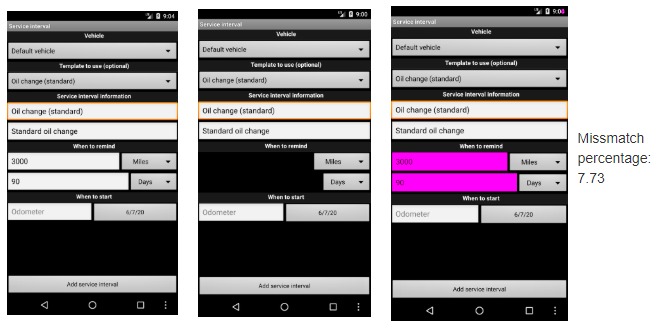 9:04
Service interval
Vehicle
Default vehicle
Template to use (optional)
Oil change (standard)
Service interval information
Oil change (standard)
Standard oil change
When to remind
3000 Miles
90 Days
When to start
Odometer 6/7/20
Add service interval
9:00
Service interval
Vehicle
Default vehicle
Template to use (optional)
Oil change (standard)
Service interval information
Oil change (standard)
Standard oil change
When to remind
Miles
Days
When to start
Odometer 6/7/20
Add service interval
9:00
Service interval
Vehicle
Default vehicle
Template to use (optional)
Oil change (standard)
Service interval information
Oil change (standard)
Standard oil change
When to remind
3000 Miles
90 Days
When to start
Odometer 6/7/20
Add service interval
Missmatch
percentage:
7.73